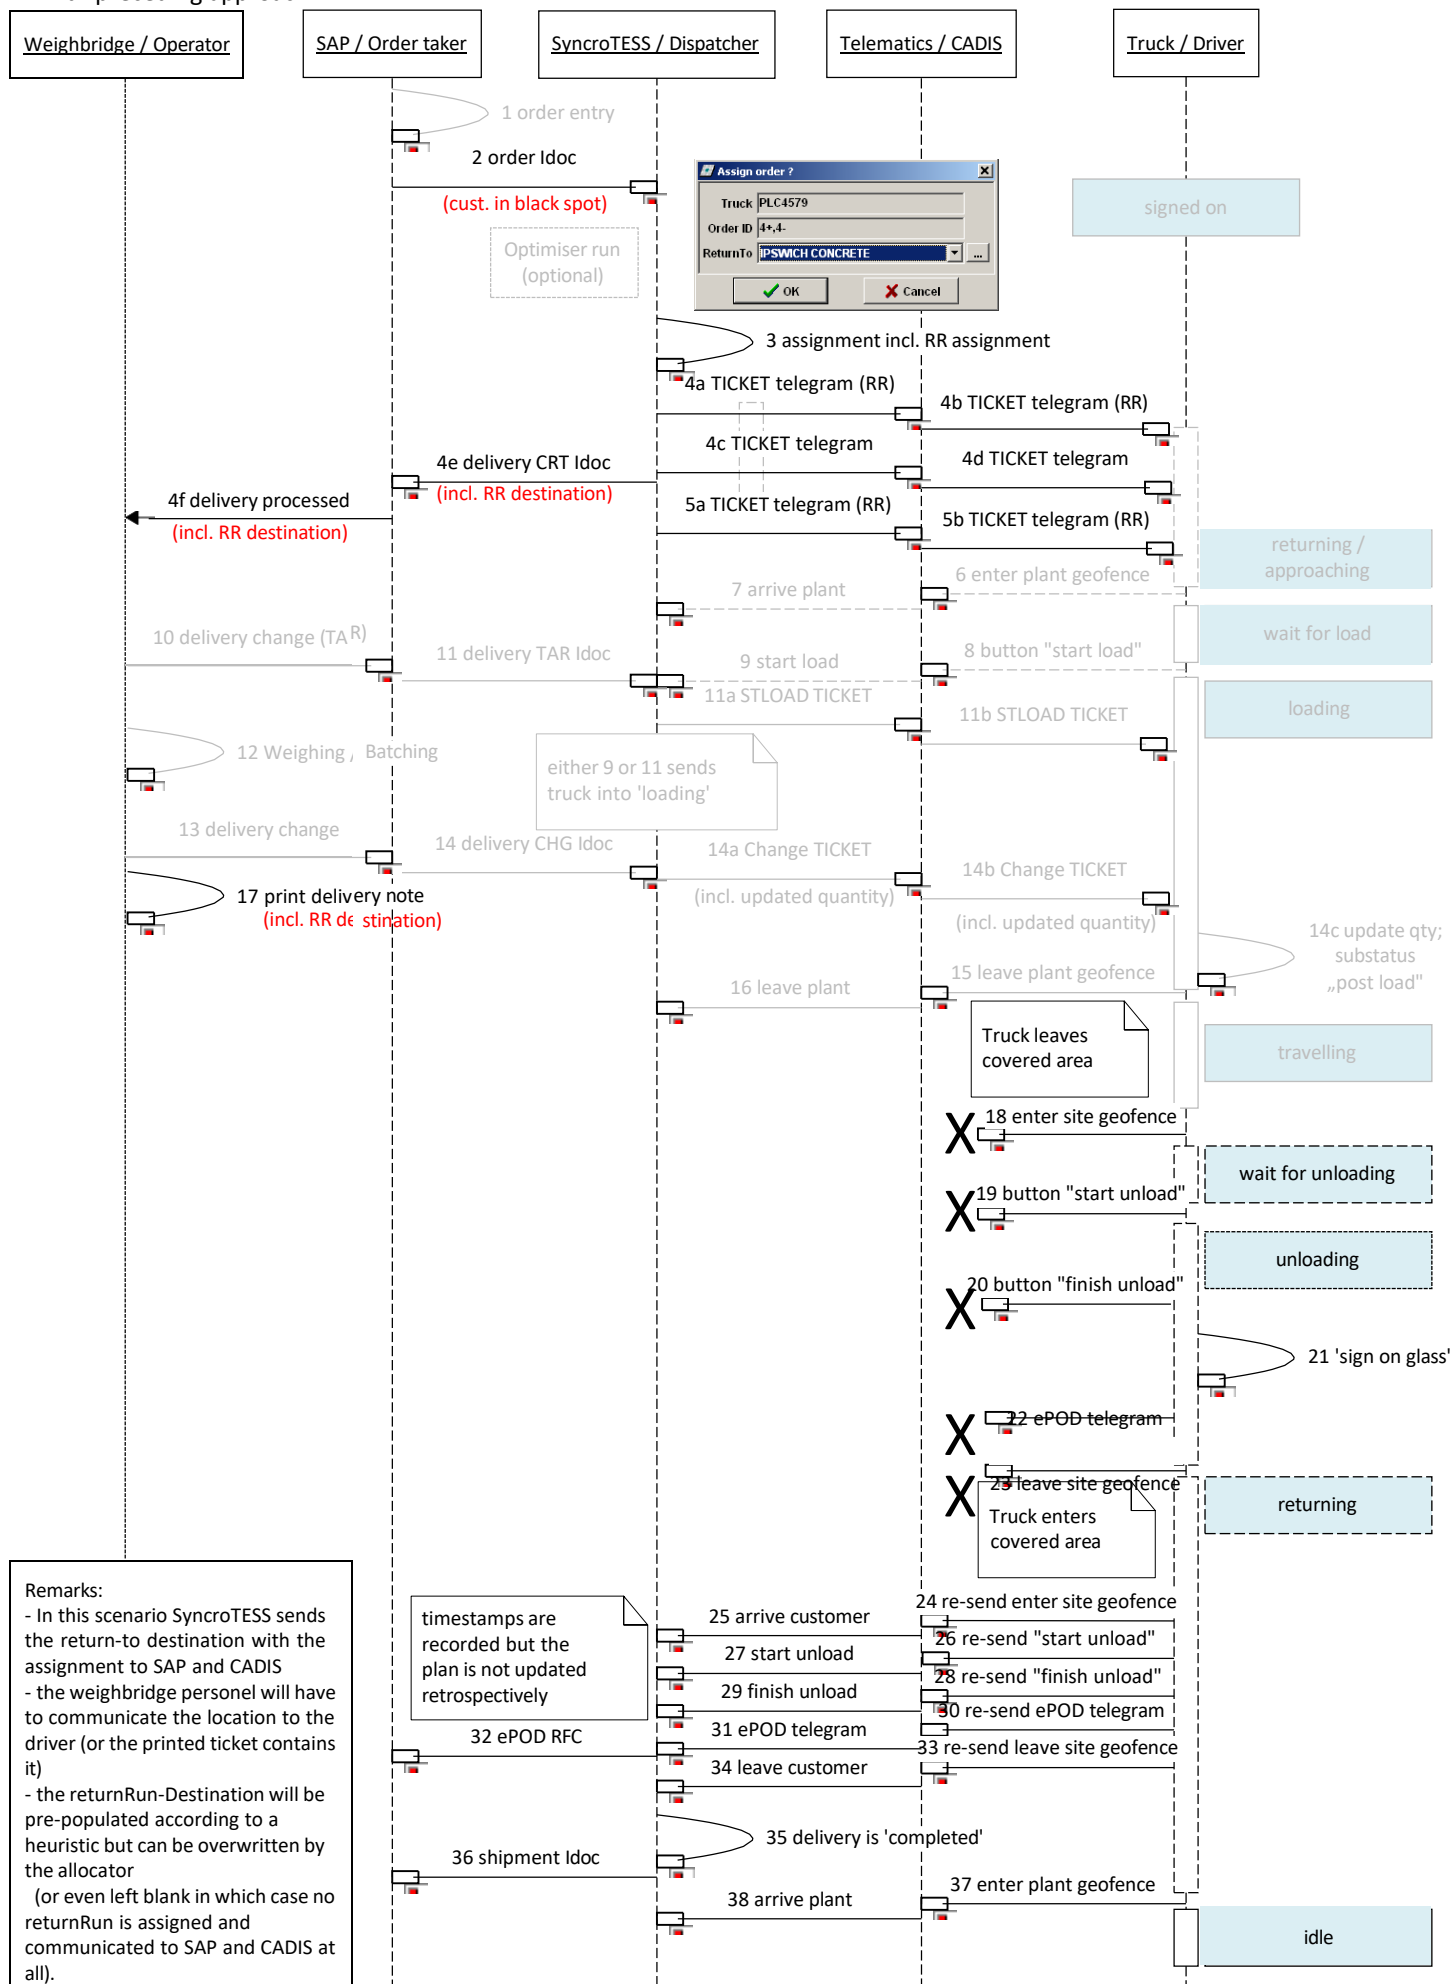 Weighbridge / Operator
SAP / Order taker
SyncroTESS / Dispatcher
Telematics / CADIS
Truck / Driver
1 order entry
2 order Idoc
(cust. in black spot)
Assign order ?
Truck PLC4579
Order ID 4+,4-
ReturnTo IPSWICH CONCRETE ...
OK Cancel
signed on
Optimiser run
(optional)
3 assignment incl. RR assignment
4a TICKET telegram (RR)
4b TICKET telegram (RR)
4c TICKET telegram
4d TICKET telegram
4e delivery CRT Idoc
(incl. RR destination)
4f delivery processed
(incl. RR destination)
5a TICKET telegram (RR)
5b TICKET telegram (RR)
returning /
approaching
6 enter plant geofence
7 arrive plant
wait for load
10 delivery change (TAR)
11 delivery TAR Idoc
9 start load
8 button "start load"
11a STLOAD TICKET
11b STLOAD TICKET
loading
12 Weighing / Batching
either 9 or 11 sends
truck into 'loading'
13 delivery change
14 delivery CHG Idoc
14a Change TICKET
(incl. updated quantity)
14b Change TICKET
(incl. updated quantity)
17 print delivery note
(incl. RR destination)
14c update qty;
substatus
„post load"
15 leave plant geofence
16 leave plant
Truck leaves
covered area
travelling
18 enter site geofence
X
wait for unloading
19 button "start unload"
X
unloading
20 button "finish unload"
X
21 'sign on glass'
22 ePOD telegram
X
23 leave site geofence
X
returning
Truck enters
covered area
Remarks:
- In this scenario SyncroTESS sends
the return-to destination with the
assignment to SAP and CADIS
- the weighbridge personel will have
to communicate the location to the
driver (or the printed ticket contains
it)
- the returnRun-Destination will be
pre-populated according to a
heuristic but can be overwritten by
the allocator
(or even left blank in which case no
returnRun is assigned and
communicated to SAP and CADIS at
all).
timestamps are
recorded but the
plan is not updated
retrospectively
24 re-send enter site geofence
25 arrive customer
26 re-send "start unload"
27 start unload
28 re-send "finish unload"
29 finish unload
30 re-send ePOD telegram
31 ePOD telegram
32 ePOD RFC
33 re-send leave site geofence
34 leave customer
35 delivery is 'completed'
36 shipment Idoc
37 enter plant geofence
38 arrive plant
idle